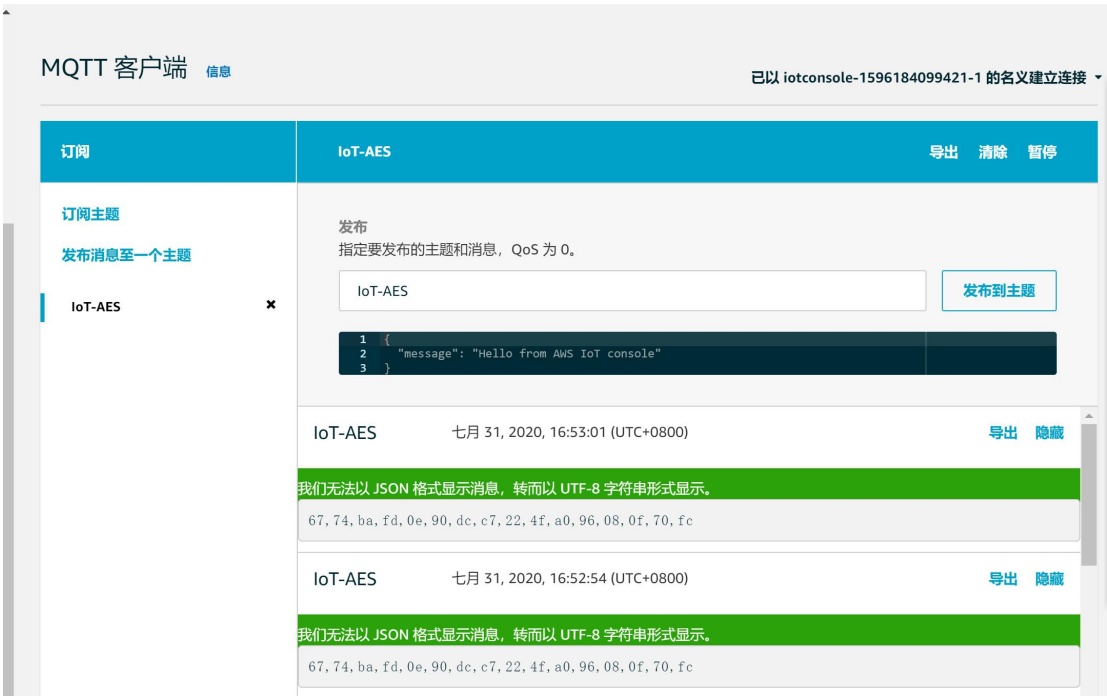 MQTT 客户端 信息
已以 iotconsole-1596184099421-1 的名义建立连接
订阅
IoT-AES
导出 清除 暂停
订阅主题
发布消息至一个主题
IoT-AES
发布
指定要发布的主题和消息，QoS 为 0。
IoT-AES
发布到主题
1 {
2 "message": "Hello from AWS IoT console"
3 }
IoT-AES 七月 31, 2020, 16:53:01 (UTC+0800) 导出 隐藏
我们无法以 JSON 格式显示消息，转而以 UTF-8 字符串形式显示。
67,74,ba,fd,0e,90,dc,c7,22,4f,a0,96,08,0f,70,fc
IoT-AES 七月 31, 2020, 16:52:54 (UTC+0800) 导出 隐藏
我们无法以 JSON 格式显示消息，转而以 UTF-8 字符串形式显示。
67,74,ba,fd,0e,90,dc,c7,22,4f,a0,96,08,0f,70,fc